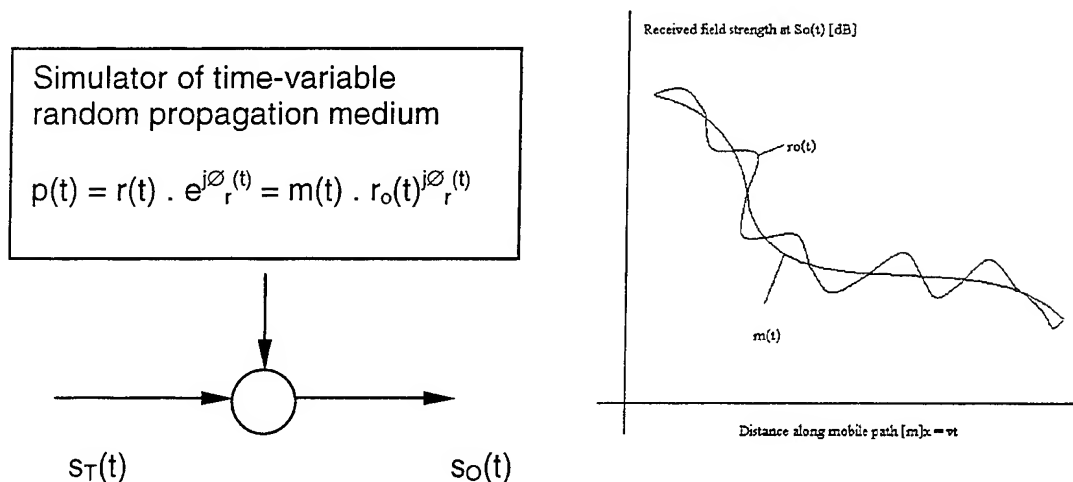 Simulator of time-variable
random propagation medium
p(t) = r(t) . e^{jØ_r(t)} = m(t) . r_o(t)^{jØ_r(t)}
s_T(t)
s_O(t)
Received field strength at So(t) [dB]
ro(t)
m(t)
Distance along mobile path [m]x = vt